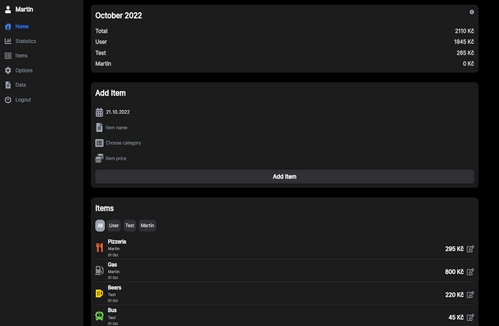 Martin
Home
Statistics
Items
Options
Data
Logout
October 2022
Total 2110 Kč
User 1845 Kč
Test 265 Kč
Martin 0 Kč
Add Item
21.10.2022
Item name
Choose category
Item price
Add Item
Items
All User Test Martin
Pizzeria
Martin
01 Oct
295 Kč
Gas
Martin
01 Oct
800 Kč
Beers
Test
01 Oct
220 Kč
Bus
Test
01 Oct
45 Kč